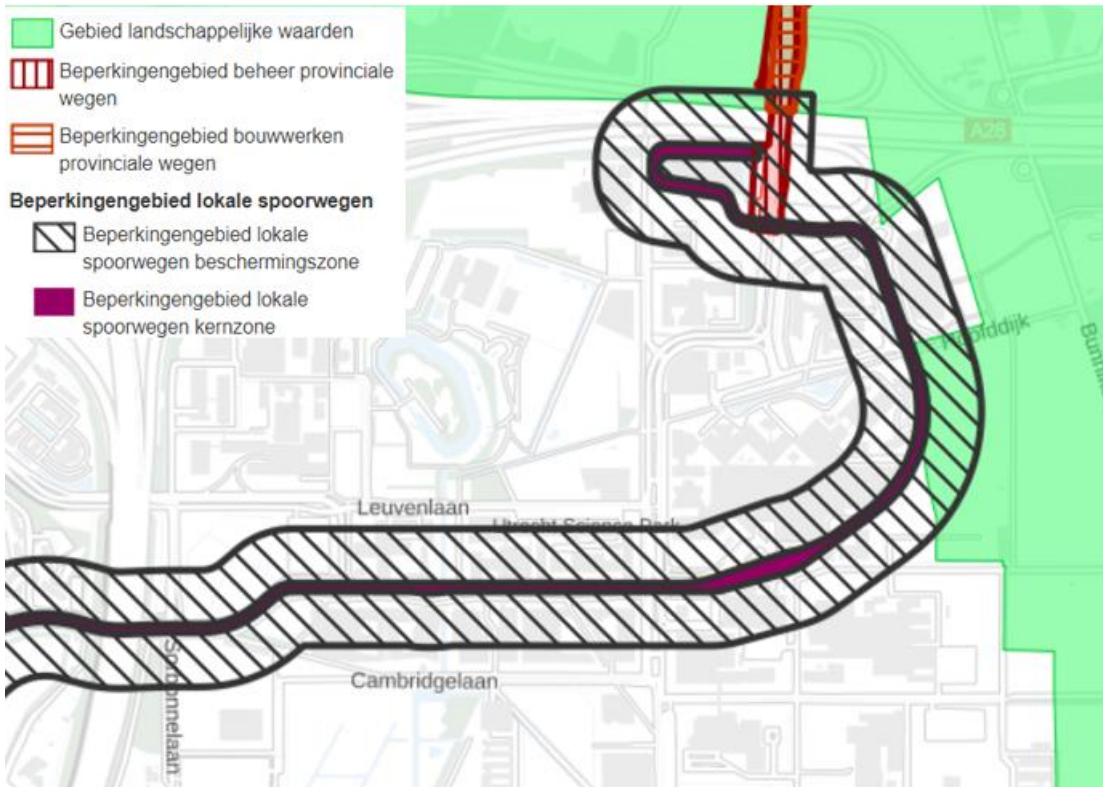 Gebied landschappelijke waarden
Beperkingengebied beheer provinciale
wegen
Beperkingengebied bouwwerken
provinciale wegen
Beperkingengebied lokale spoorwegen
Beperkingengebied lokale
spoorwegen beschermingszone
Beperkingengebied lokale
spoorwegen kernzone
A28
Hoofddijk
Leuvenlaan
Utrecht Science Park
Cambridgelaan
Sorbonnelaan